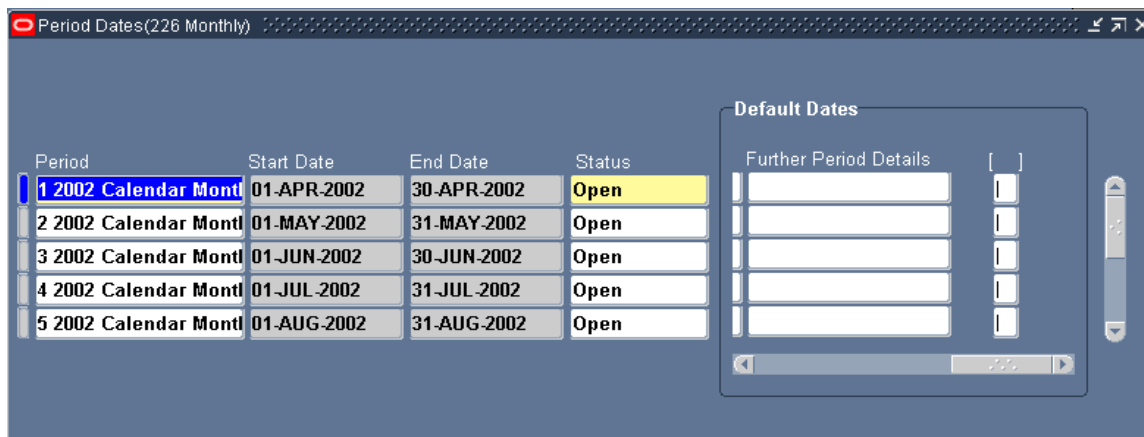 Period Dates(226 Monthly)
Default Dates
Period Start Date End Date Status Further Period Details [ ]
1 2002 Calendar Montl 01-APR-2002 30-APR-2002 Open
2 2002 Calendar Montl 01-MAY-2002 31-MAY-2002 Open
3 2002 Calendar Montl 01-JUN-2002 30-JUN-2002 Open
4 2002 Calendar Montl 01-JUL-2002 31-JUL-2002 Open
5 2002 Calendar Montl 01-AUG-2002 31-AUG-2002 Open